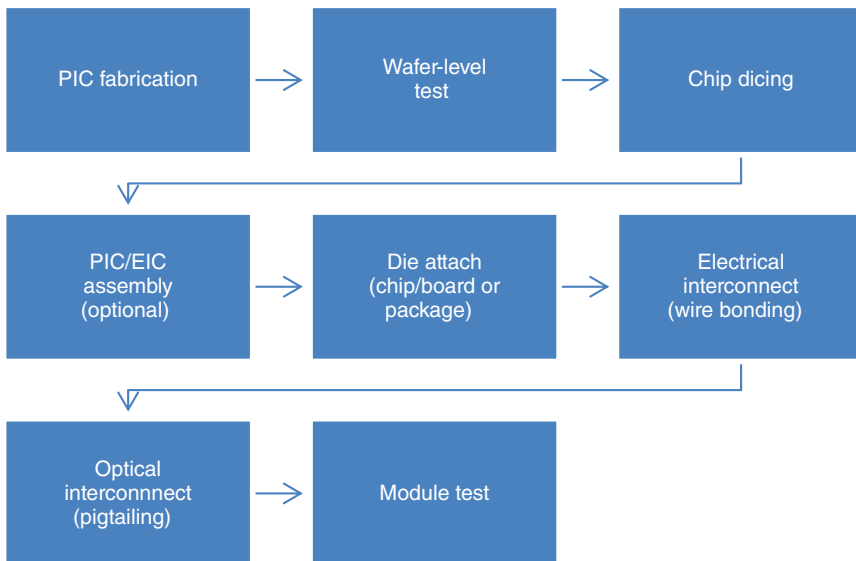 PIC fabrication
Wafer-level
test
Chip dicing
PIC/EIC
assembly
(optional)
Die attach
(chip/board or
package)
Electrical
interconnect
(wire bonding)
Optical
interconnnect
(pigtailing)
Module test